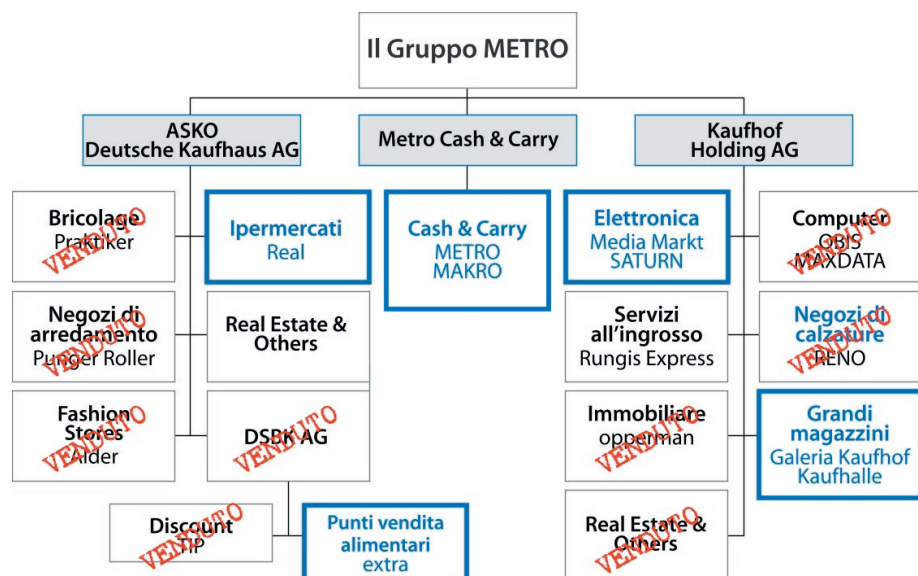 Il Gruppo METRO
ASKO
Deutsche Kaufhaus AG
Metro Cash & Carry
Kaufhof
Holding AG
Bricolage
Praktiker
VENDUTO
Ipermercati
Real
Cash & Carry
METRO
MAKRO
Elettronica
Media Markt
SATURN
Computer
OBIS
MAXDATA
VENDUTO
Negozi di
arredamento
Punger Roller
VENDUTO
Real Estate &
Others
Servizi
all'ingrosso
Rungis Express
Negozi di
calzature
RENO
VENDUTO
Fashion
Stores
Alder
VENDUTO
DSBK AG
VENDUTO
Immobiliare
opperman
VENDUTO
Grandi
magazzini
Galeria Kaufhof
Kaufhalle
Discount
TIP
VENDUTO
Punti vendita
alimentari
extra
Real Estate &
Others
VENDUTO